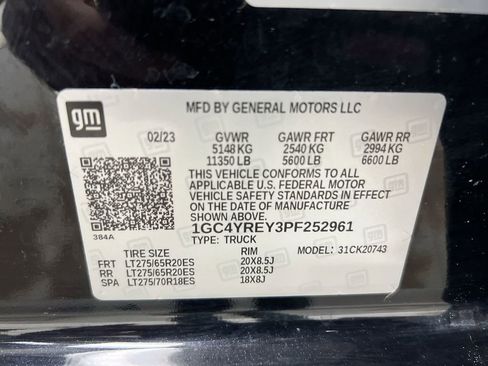 gm
MFD BY GENERAL MOTORS LLC
02/23 GVWR GAWR FRT GAWR RR
5148 KG 2540 KG 2994 KG
11350 LB 5600 LB 6600 LB
THIS VEHICLE CONFORMS TO ALL
APPLICABLE U.S. FEDERAL MOTOR
VEHICLE SAFETY STANDARDS IN EFFECT
ON THE DATE OF MANUFACTURE
SHOWN ABOVE.
384A
1GC4YREY3PF252961
TYPE: TRUCK MODEL: 31CK20743
TIRE SIZE RIM
FRT LT275/65R20ES 20X8.5J
RR LT275/65R20ES 20X8.5J
SPA LT275/70R18ES 18X8J